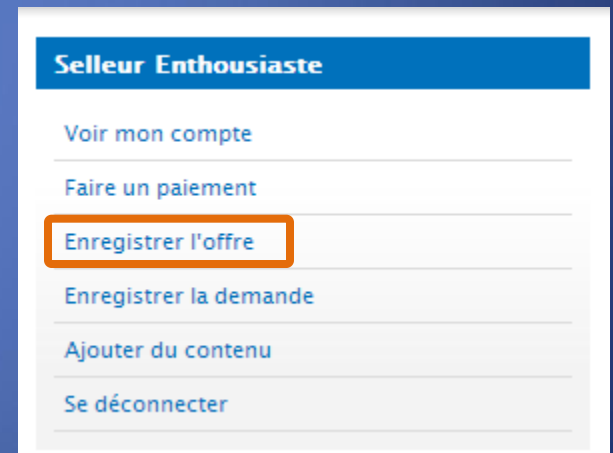 Selleur Enthousiaste
Voir mon compte
Faire un paiement
Enregistrer l'offre
Enregistrer la demande
Ajouter du contenu
Se déconnecter